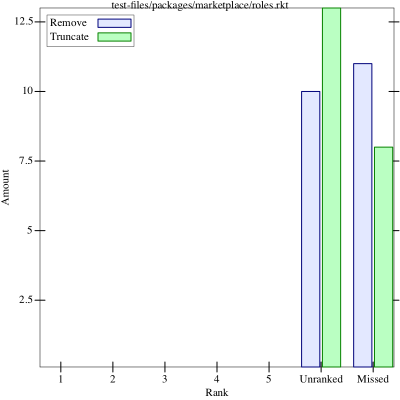 test-files/packages/marketplace/roles.rkt
12.5
Remove
Truncate
10
7.5
Amount
5
2.5
1 2 3 4 5 Unranked Missed
Rank